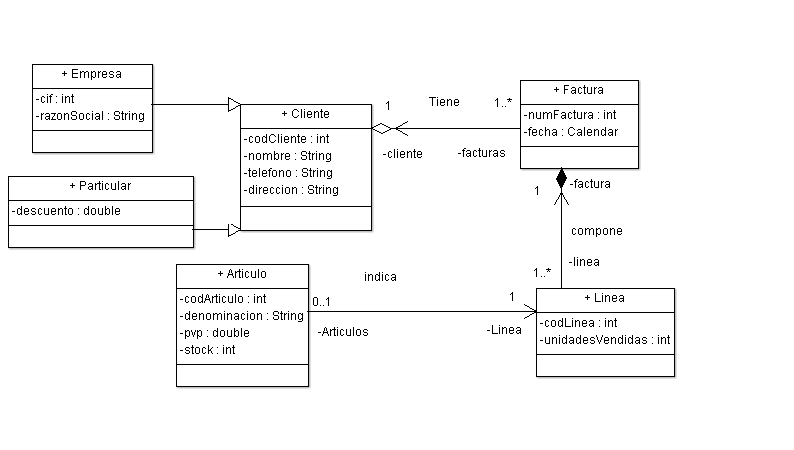 + Empresa
-cif : int
-razonSocial : String
+ Particular
-descuento : double
+ Cliente
-codCliente : int
-nombre : String
-telefono : String
-direccion : String
1
Tiene
1..*
-cliente
-facturas
+ Factura
-numFactura : int
-fecha : Calendar
1
-factura
compone
-linea
1..*
+ Articulo
-codArticulo : int
-denominacion : String
-pvp : double
-stock : int
indica
0..1
1
-Articulos
-Linea
+ Linea
-codLinea : int
-unidadesVendidas : int